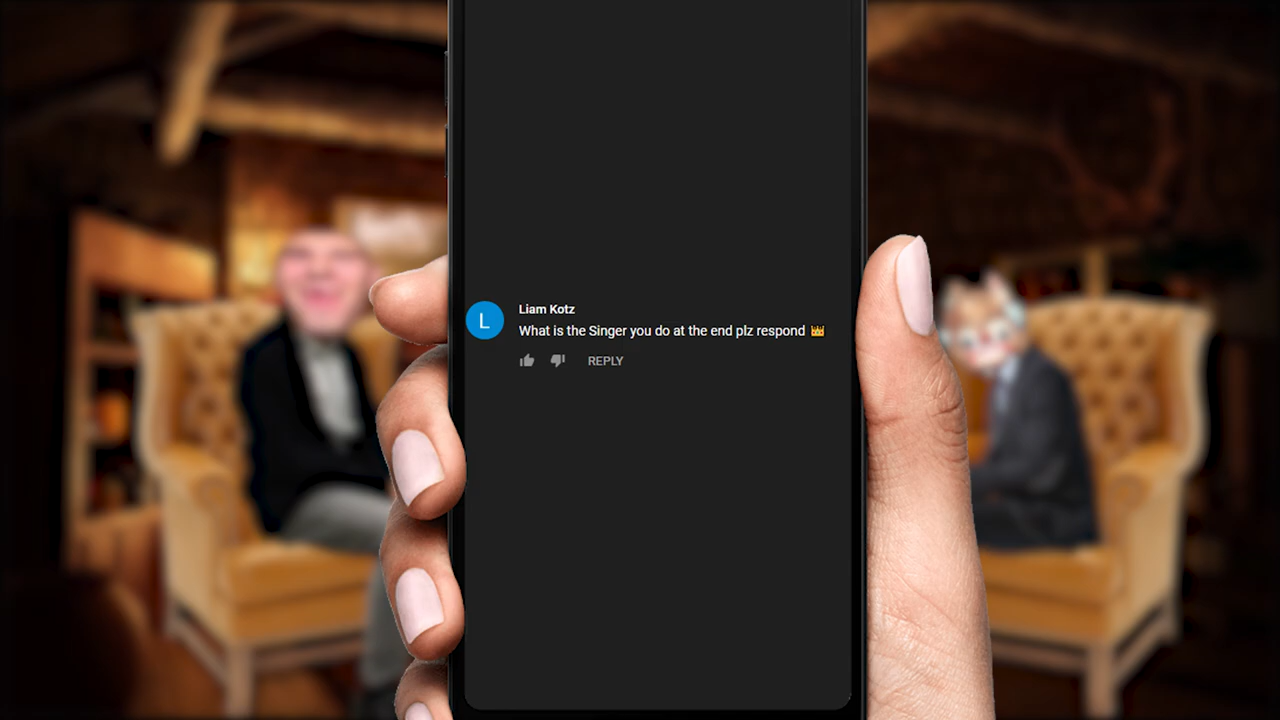 L
Liam Kotz
What is the Singer you do at the end plz respond 👑
REPLY